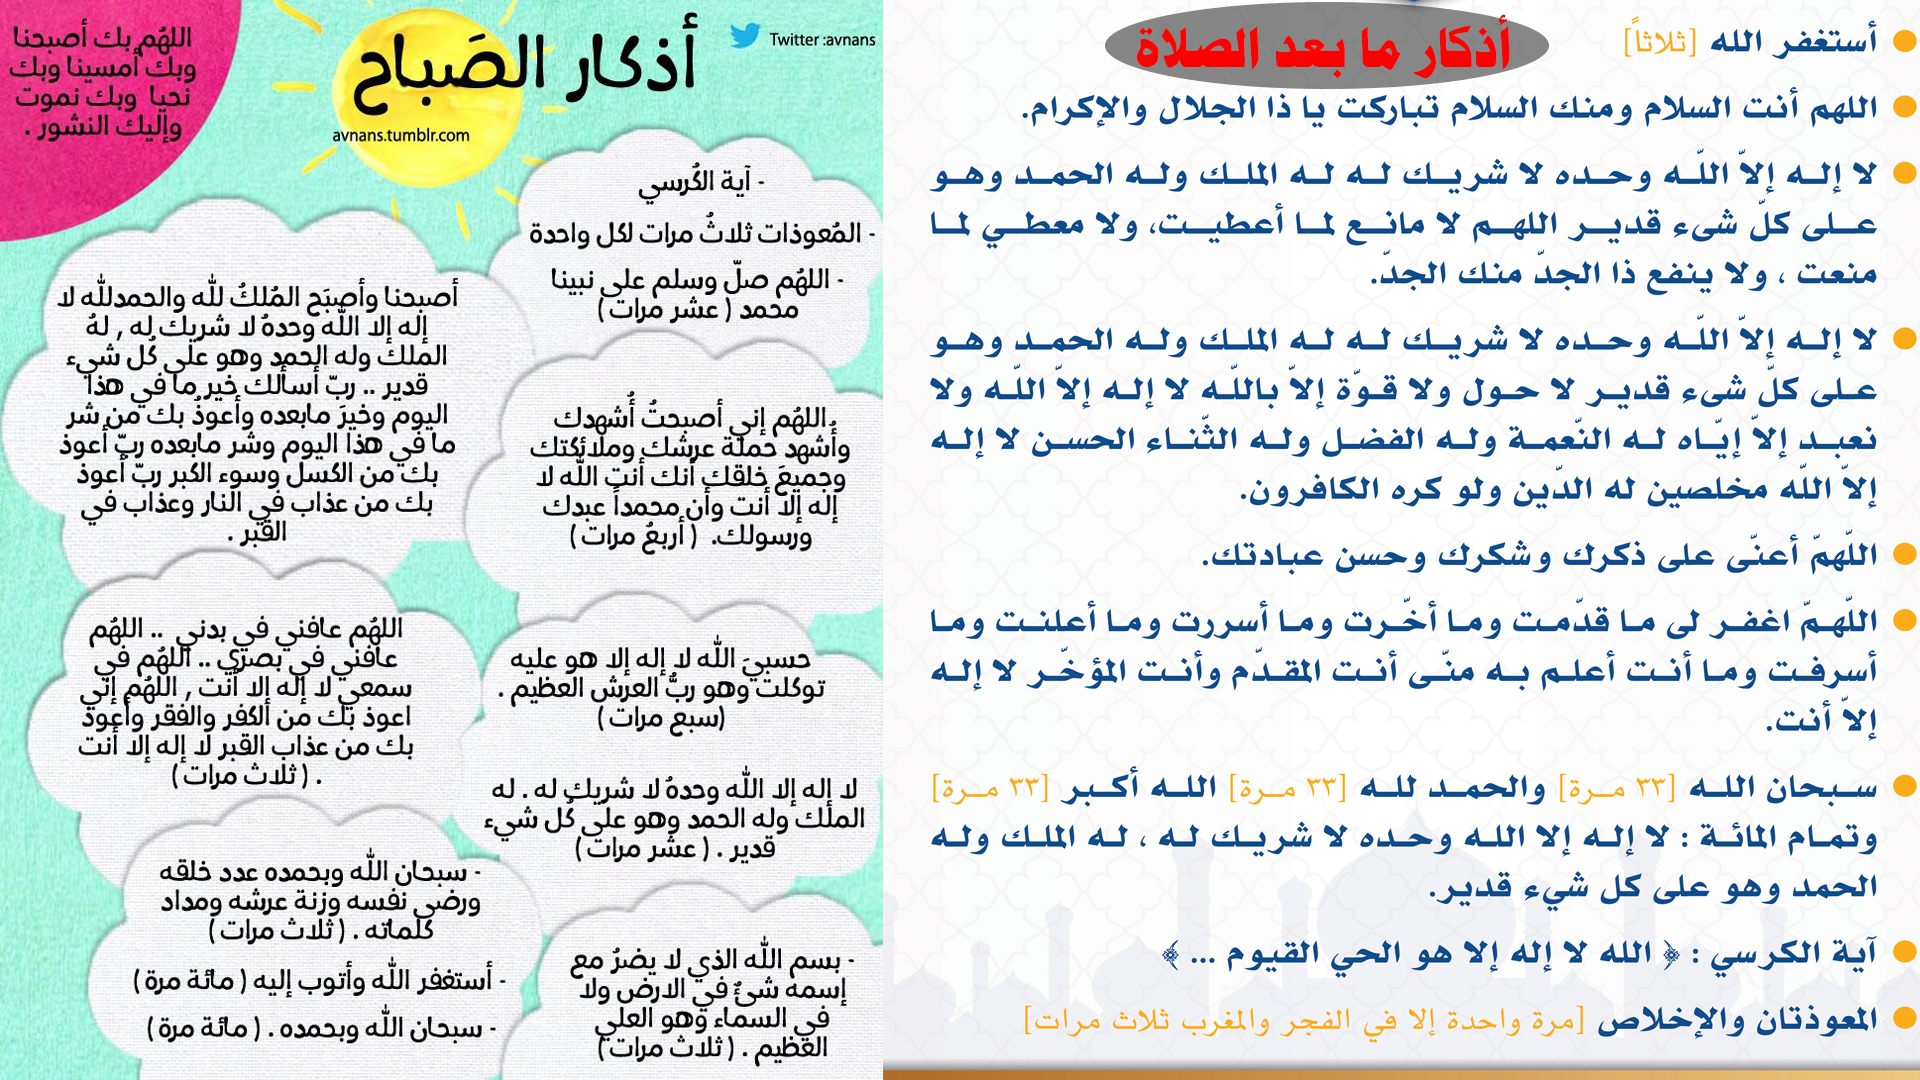 أذكار ما بعد الصلاة
أستغفر الله [ثلاثاً]
اللهم أنت السلام ومنك السلام تباركت يا ذا الجلال والإكرام.
لا إله إلاّ اللّه وحده لا شريك له له الملك وله الحمد وهو
على كلّ شىء قدير اللهم لا مانع لما أعطيت، ولا معطي لما
منعت ، ولا ينفع ذا الجدّ منك الجدّ.
لا إله إلاّ اللّه وحده لا شريك له له الملك وله الحمد وهو
على كلّ شىء قدير لا حول ولا قوّة إلاّ باللّه لا إله إلاّ اللّه ولا
نعبد إلاّ إيّاه له النّعمة وله الفضل وله الثّناء الحسن لا إله
إلاّ اللّه مخلصين له الدّين ولو كره الكافرون.
اللّهمّ أعنّى على ذكرك وشكرك وحسن عبادتك.
اللّهمّ اغفر لى ما قدّمت وما أخّرت وما أسررت وما أعلنت وما
أسرفت وما أنت أعلم به منّى أنت المقدّم وأنت المؤخّر لا إله
إلاّ أنت.
سبحان الله [٣٣ مرة] والحمد لله [٣٣ مرة] الله أكبر [٣٣ مرة]
وتمام المائة : لا إله إلا الله وحده لا شريك له ، له الملك وله
الحمد وهو على كل شيء قدير.
آية الكرسي : ﴿ الله لا إله إلا هو الحي القيوم ... ﴾
المعوذتان والإخلاص [مرة واحدة إلا في الفجر والمغرب ثلاث مرات]
Twitter :avnans
أذكار الصَباح
avnans.tumblr.com
اللهُم بك أصبحنا
وبك أمسينا وبك
نحيا وبك نموت
وإليك النشور .
- آية الكُرسي
- المُعوذات ثلاثُ مرات لكل واحدة
- اللهُم صلّ وسلم على نبينا
محمد ( عشر مرات)
أصبحنا وأصبَح المُلكُ لله والحمدلله لا
إله إلا الله وحدهُ لا شريك له , لهُ
الملك وله الحمد وهو على كُل شيء
قدير .. ربّ أسألك خير ما في هذا
اليوم وخيرَ مابعده وأعوذُ بك من شر
ما في هذا اليوم وشر مابعده ربّ أعوذ
بك من الكسل وسوء الكبر ربّ أعوذ
بك من عذاب في النار وعذاب في
القبر .
اللهُم إني أصبحتُ أُشهدك
وأُشهد حملة عرشك وملائكتك
وجميعَ خلقك أنك أنت الله لا
إله إلا أنت وأن محمداً عبدك
ورسولك. ( أربعُ مرات )
اللهُم عافني في بدني .. اللهُم
عافني في بصري .. اللهُم في
سمعي لا إله إلا أنت , اللهُم إني
اعوذ بك من الكفر والفقر وأعوذ
بك من عذاب القبر لا إله إلا أنت
. ( ثلاث مرات)
حسبيَ الله لا إله إلا هو عليه
توكلت وهو ربُّ العرش العظيم .
(سبع مرات )
لا إله إلا الله وحدهُ لا شريك له . له
الملك وله الحمد وهو على كُل شيء
قدير . ( عشر مرات)
- سبحان الله وبحمده عدد خلقه
ورضى نفسه وزنة عرشه ومداد
كلماته . ( ثلاث مرات )
- أستغفر الله وأتوب إليه ( مائة مرة )
- سبحان الله وبحمده . ( مائة مرة )
- بسم الله الذي لا يضرُ مع
إسمه شئٌ في الارض ولا
في السماء وهو العلي
العظيم . ( ثلاث مرات)